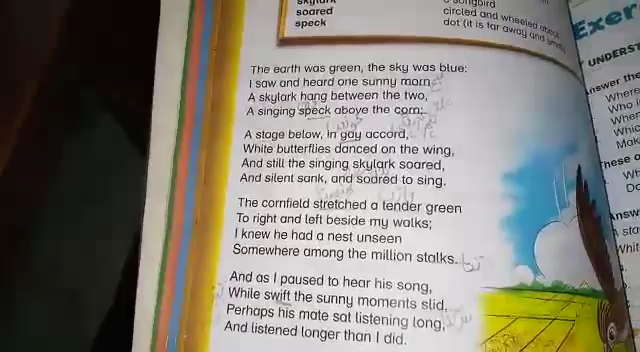 skylark
soared
speck
a songbird
circled and wheeled about
dot (it is far away and small)
The earth was green, the sky was blue:
I saw and heard one sunny morn
A skylark hang between the two,
A singing speck above the corn;
A stage below, in gay accord,
White butterflies danced on the wing,
And still the singing skylark soared,
And silent sank, and soared to sing.
The cornfield stretched a tender green
To right and left beside my walks;
I knew he had a nest unseen
Somewhere among the million stalks.
And as I paused to hear his song,
While swift the sunny moments slid,
Perhaps his mate sat listening long,
And listened longer than I did.
Exer
UNDERST
nswer the
Where
Who i
When
Whic
Mak
hese a
Wh
Do
Answ
A sta
Whit